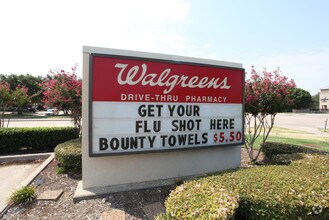 Walgreens
DRIVE-THRU PHARMACY
GET YOUR
FLU SHOT HERE
BOUNTY TOWELS $5.50